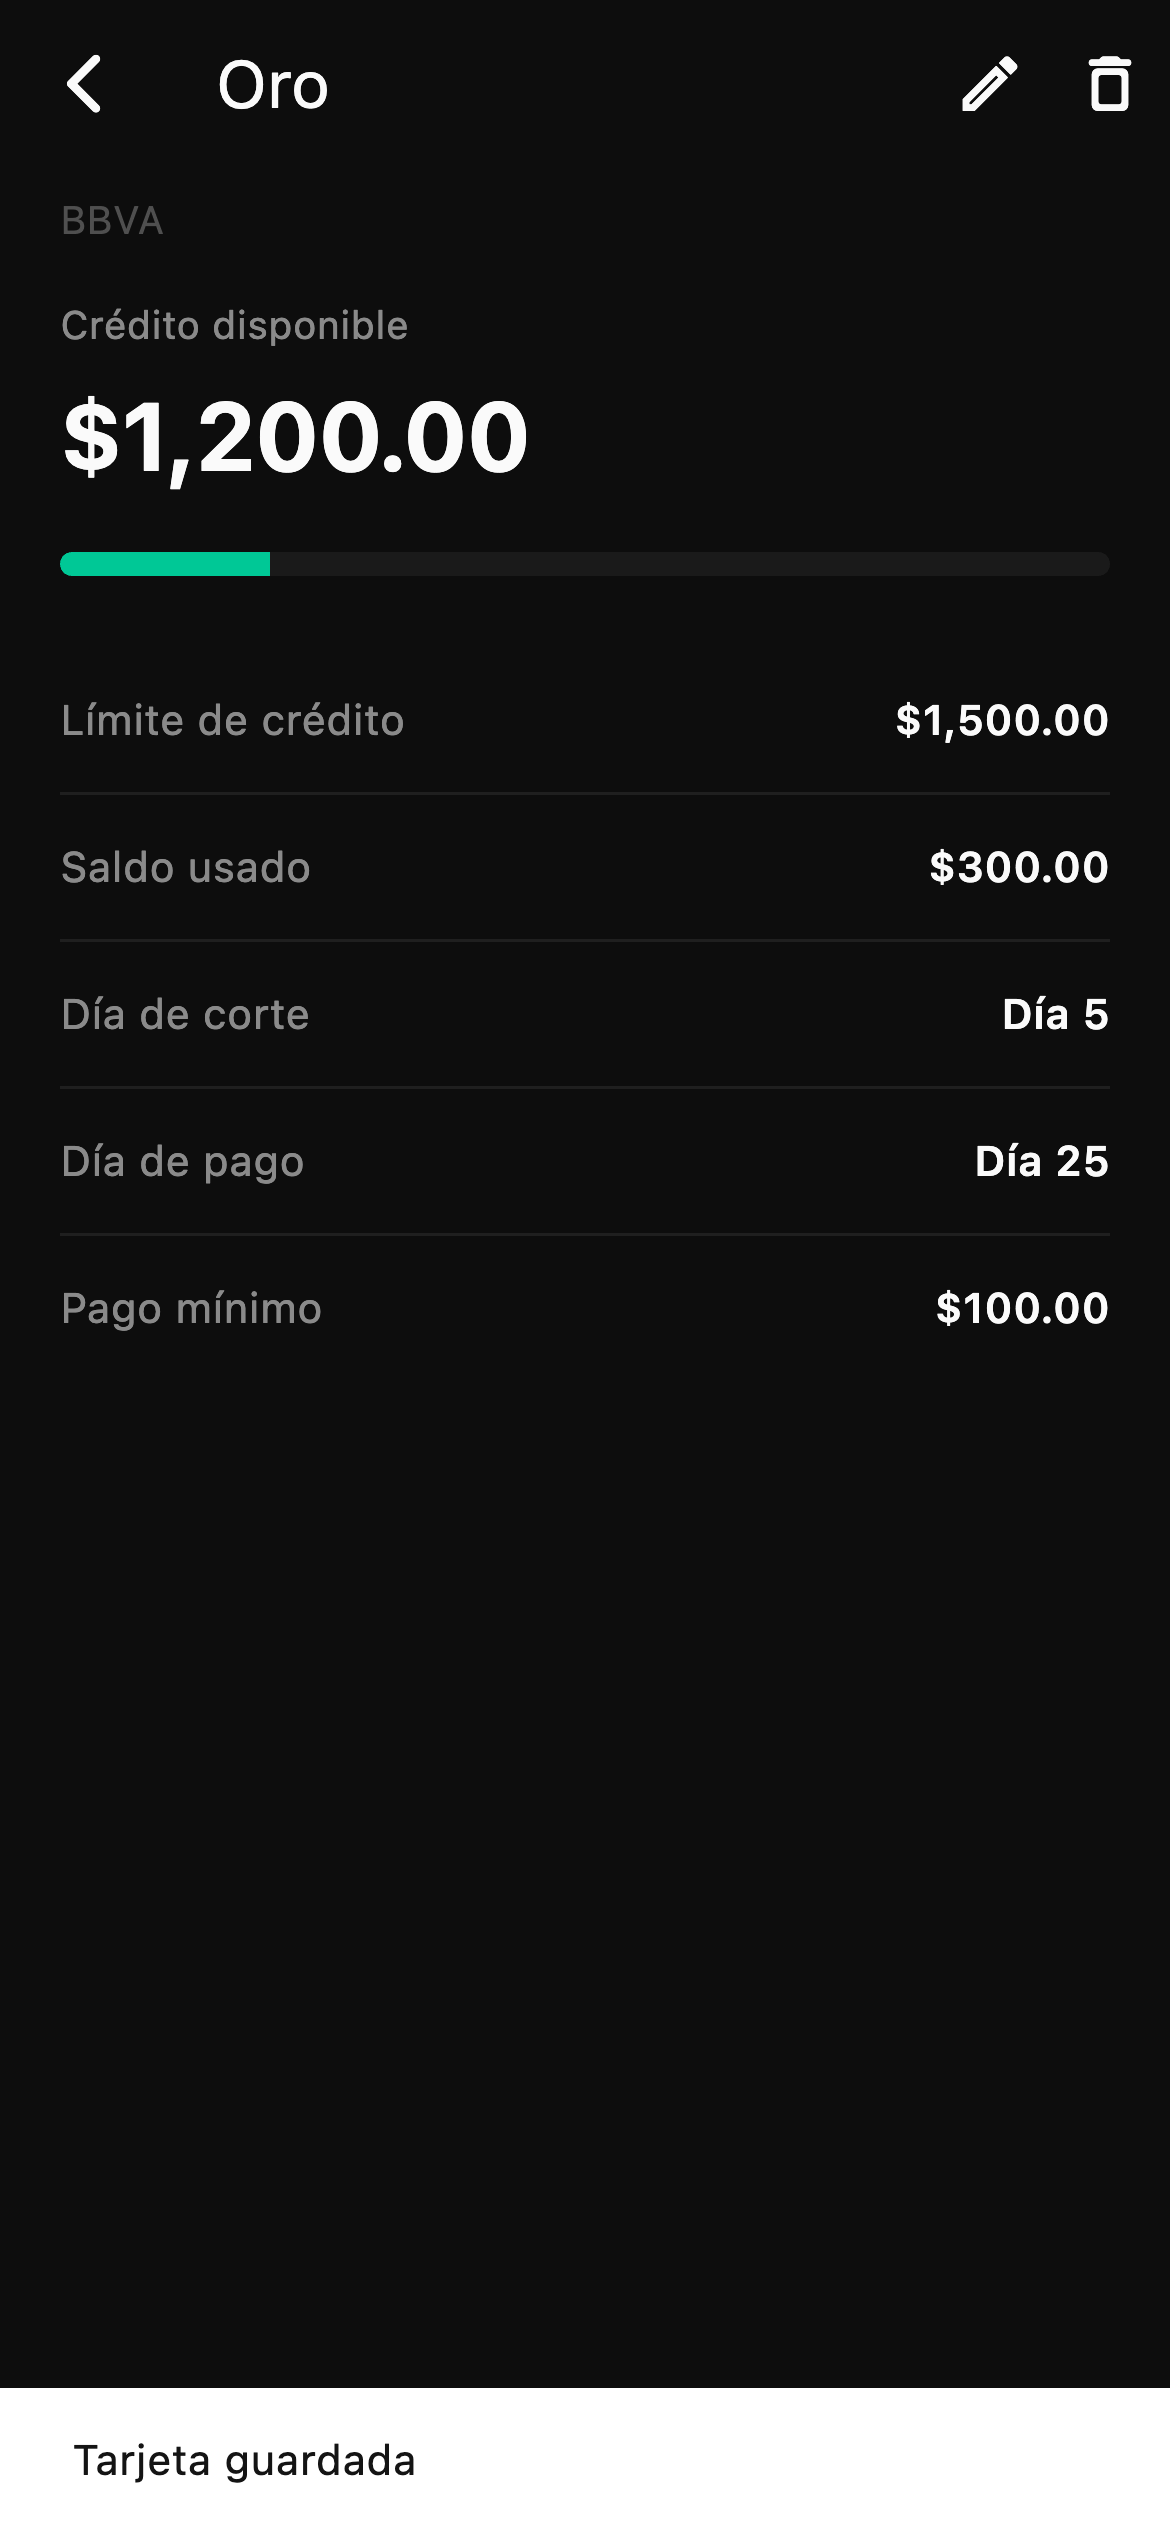 Oro
BBVA
Crédito disponible
$1,200.00
Límite de crédito $1,500.00
Saldo usado $300.00
Día de corte Día 5
Día de pago Día 25
Pago mínimo $100.00
Tarjeta guardada